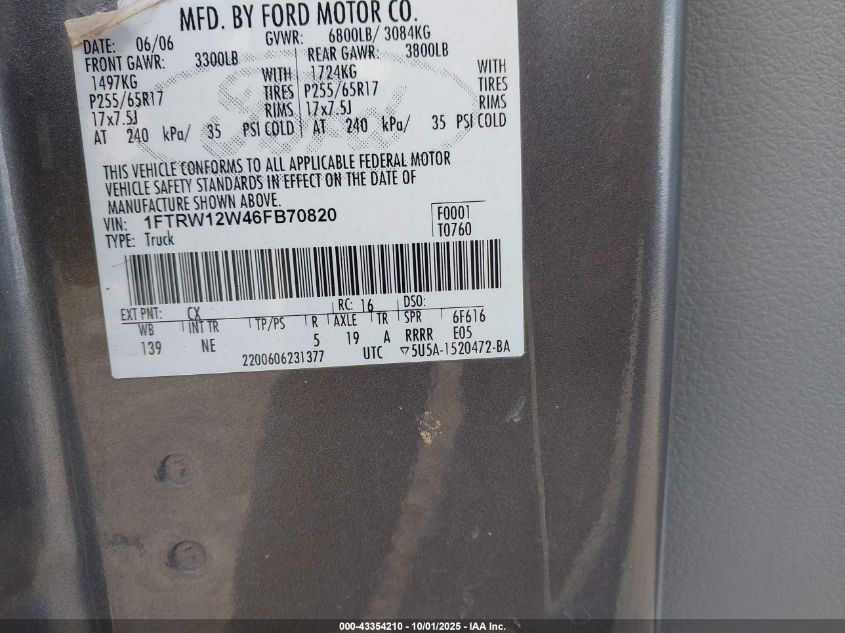 MFD. BY FORD MOTOR CO.
DATE: 06/06 GVWR: 6800LB/ 3084KG
FRONT GAWR: 3300LB REAR GAWR: 3800LB
1497KG WITH 1724KG WITH
P255/65R17 TIRES P255/65R17 TIRES
17x7.5J RIMS 17x7.5J RIMS
AT 240 kPa/ 35 PSI COLD AT 240 kPa/ 35 PSI COLD
THIS VEHICLE CONFORMS TO ALL APPLICABLE FEDERAL MOTOR
VEHICLE SAFETY STANDARDS IN EFFECT ON THE DATE OF
MANUFACTURE SHOWN ABOVE.
VIN: 1FTRW12W46FB70820 F0001
TYPE: Truck T0760
EXT PNT: CX RC: 16 DSO:
WB INT TR TP/PS R AXLE TR SPR 6F616
139 NE 5 19 A RRRR E05
2200606231377 UTC ▽5U5A-1520472-BA
000-43354210 - 10/01/2025 - IAA Inc.